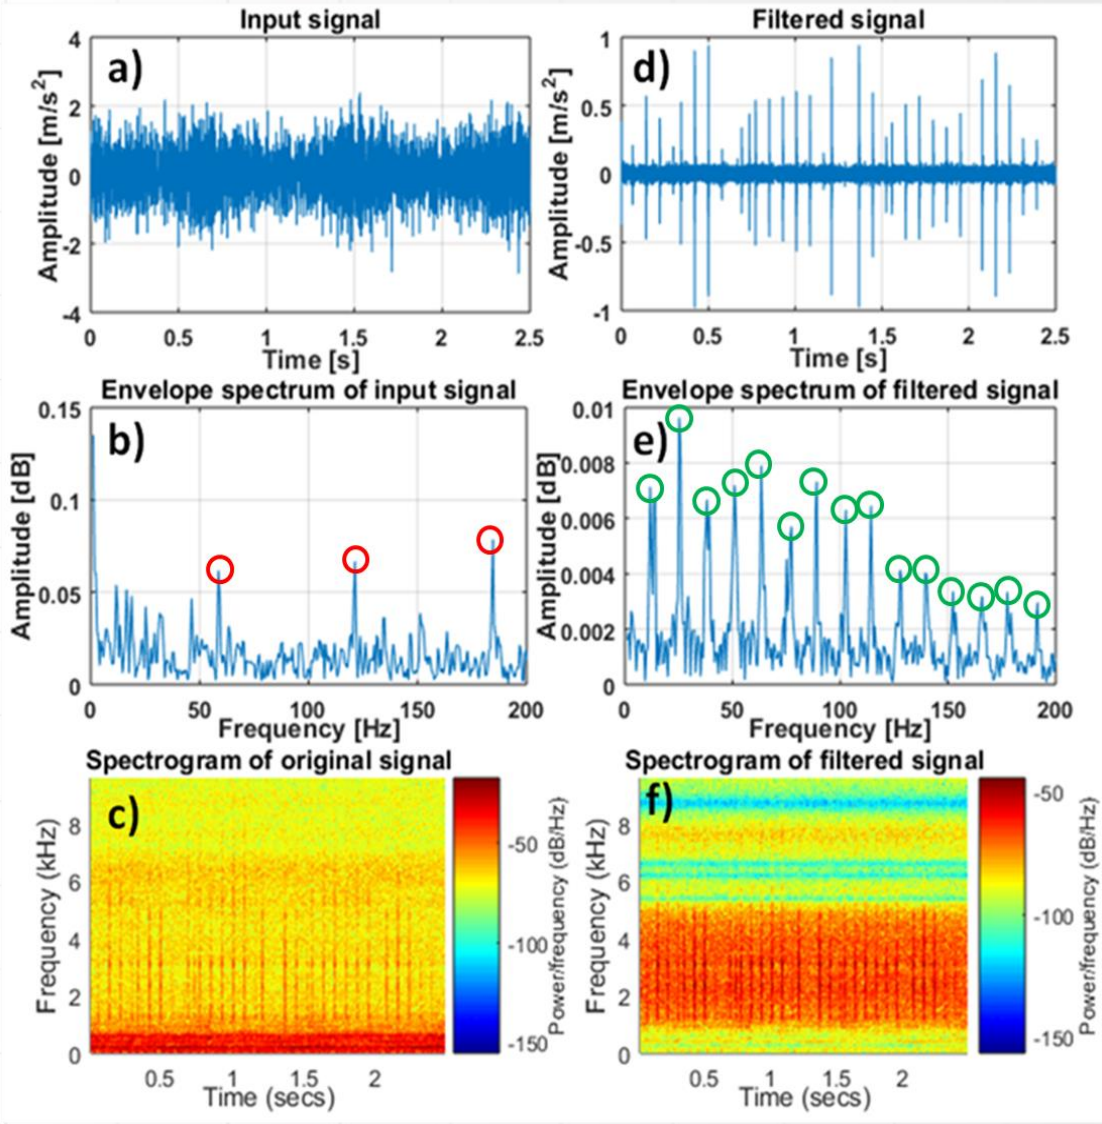 Input signal
a)
Amplitude [m/s²]
4
2
0
-2
-4
0 0.5 1 1.5 2 2.5
Time [s]
Filtered signal
d)
Amplitude [m/s²]
1
0.5
0
-0.5
-1
0 0.5 1 1.5 2 2.5
Time [s]
Envelope spectrum of input signal
b)
Amplitude [dB]
0.15
0.1
0.05
0
0 50 100 150 200
Frequency [Hz]
Envelope spectrum of filtered signal
e)
Amplitude [dB]
0.01
0.008
0.006
0.004
0.002
0
0 50 100 150 200
Frequency [Hz]
Spectrogram of original signal
c)
Frequency (kHz)
8
6
4
2
0
0.5 1 1.5 2
Time (secs)
-50
-100
-150
Power/frequency (dB/Hz)
Spectrogram of filtered signal
f)
Frequency (kHz)
8
6
4
2
0
0.5 1 1.5 2
Time (secs)
-50
-100
-150
Power/frequency (dB/Hz)